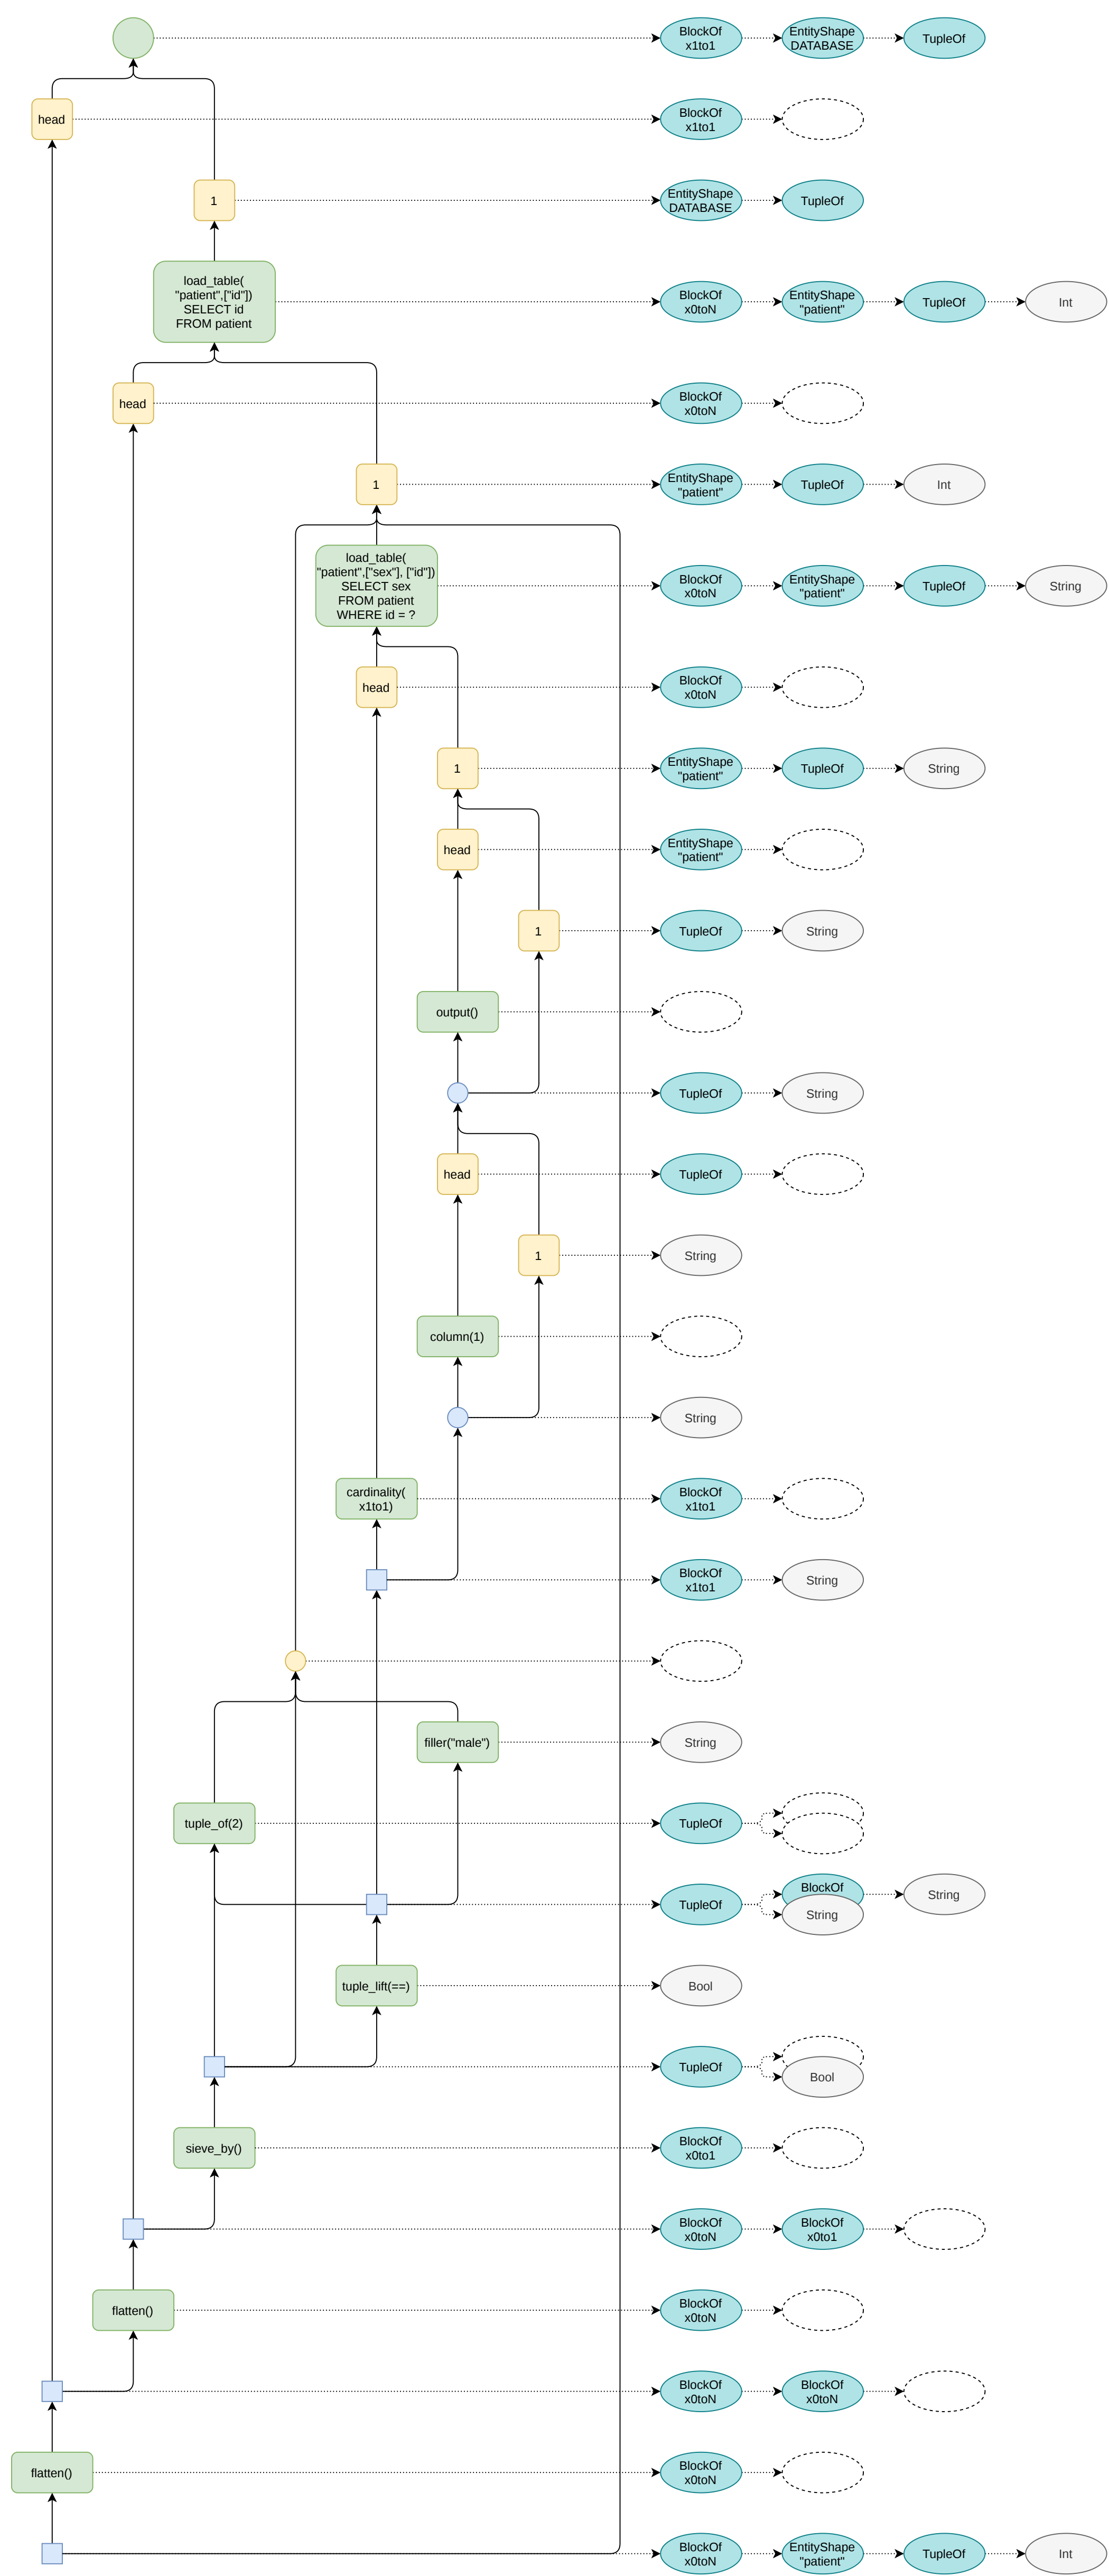 BlockOf
x1to1
EntityShape
DATABASE
TupleOf
head
BlockOf
x1to1
1
EntityShape
DATABASE
TupleOf
load_table(
"patient",["id"])
SELECT id
FROM patient
BlockOf
x0toN
EntityShape
"patient"
TupleOf
Int
head
BlockOf
x0toN
1
EntityShape
"patient"
TupleOf
Int
load_table(
"patient",["sex"], ["id"])
SELECT sex
FROM patient
WHERE id = ?
BlockOf
x0toN
EntityShape
"patient"
TupleOf
String
head
BlockOf
x0toN
1
EntityShape
"patient"
TupleOf
String
head
EntityShape
"patient"
1
TupleOf
String
output()
TupleOf
String
head
TupleOf
1
String
column(1)
String
cardinality(
x1to1)
BlockOf
x1to1
BlockOf
x1to1
String
filler("male")
String
tuple_of(2)
TupleOf
TupleOf
BlockOf
String
String
tuple_lift(==)
Bool
TupleOf
Bool
sieve_by()
BlockOf
x0to1
BlockOf
x0toN
BlockOf
x0to1
flatten()
BlockOf
x0toN
BlockOf
x0toN
BlockOf
x0toN
flatten()
BlockOf
x0toN
BlockOf
x0toN
EntityShape
"patient"
TupleOf
Int